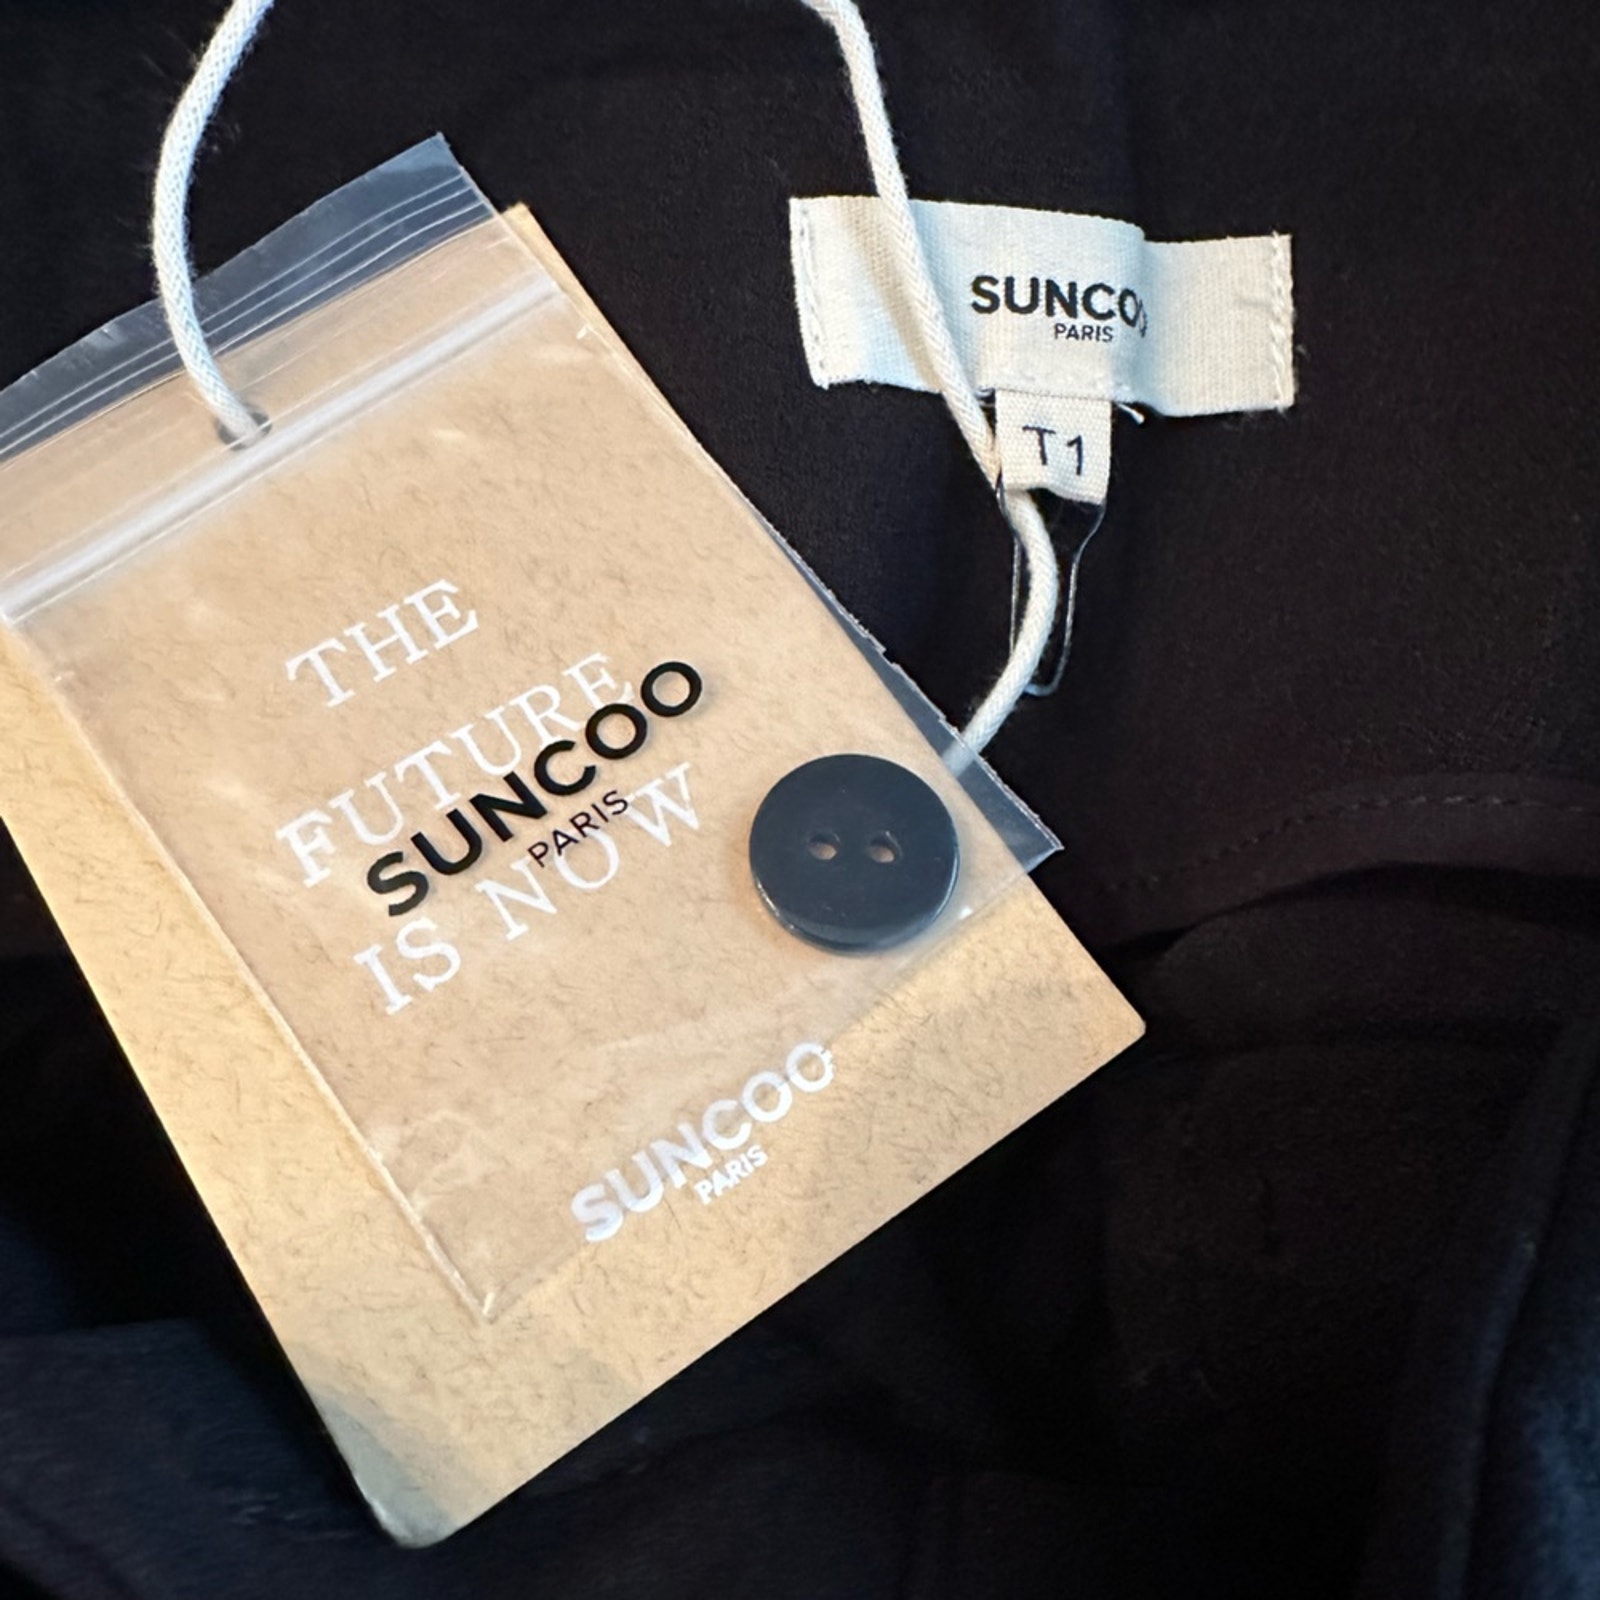 SUNCOO
PARIS
T1
THE
FUTURE
IS NOW
SUNCOO
PARIS
SUNCOO
PARIS